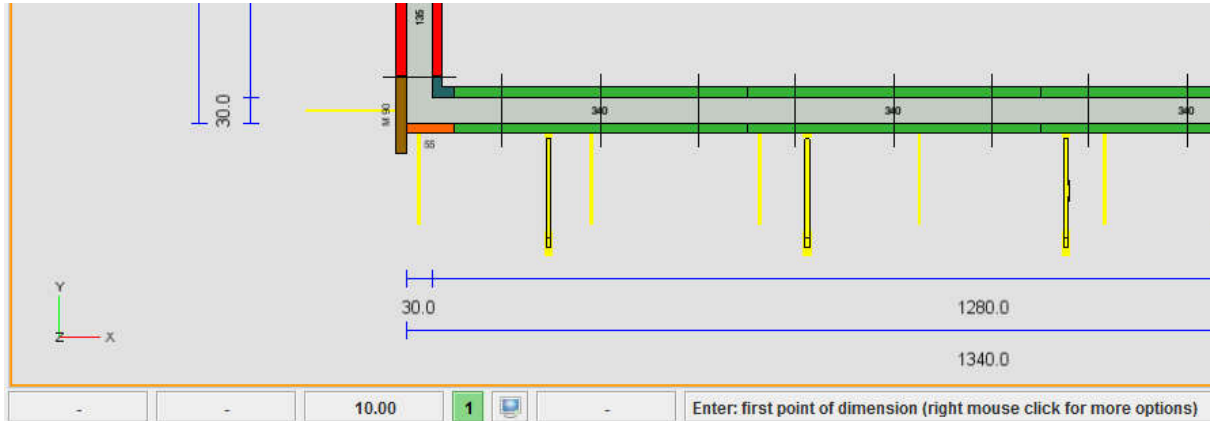 135
30.0
M 90
340
340
340
55
30.0
1280.0
1340.0
Y
Z
X
-
-
10.00
1
-
Enter: first point of dimension (right mouse click for more options)